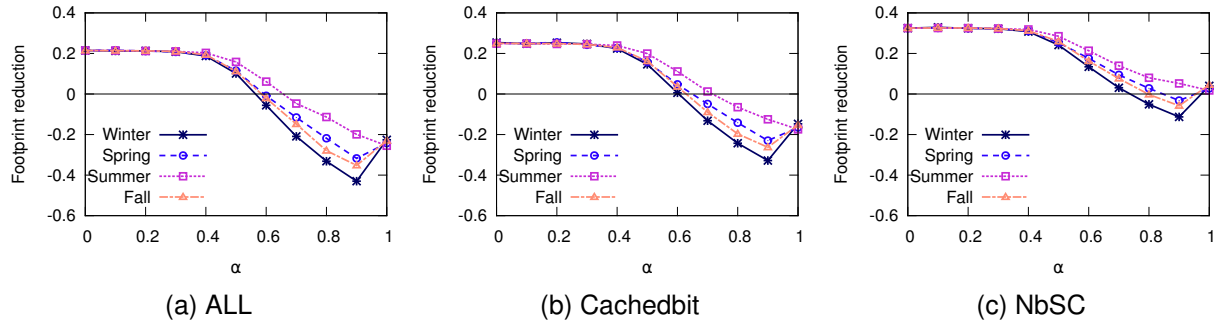 Footprint reduction
0.4
0.2
0
-0.2
-0.4
-0.6
Winter
Spring
Summer
Fall
0 0.2 0.4 0.6 0.8 1
α
(a) ALL
Footprint reduction
0.4
0.2
0
-0.2
-0.4
-0.6
Winter
Spring
Summer
Fall
0 0.2 0.4 0.6 0.8 1
α
(b) Cachedbit
Footprint reduction
0.4
0.2
0
-0.2
-0.4
-0.6
Winter
Spring
Summer
Fall
0 0.2 0.4 0.6 0.8 1
α
(c) NbSC